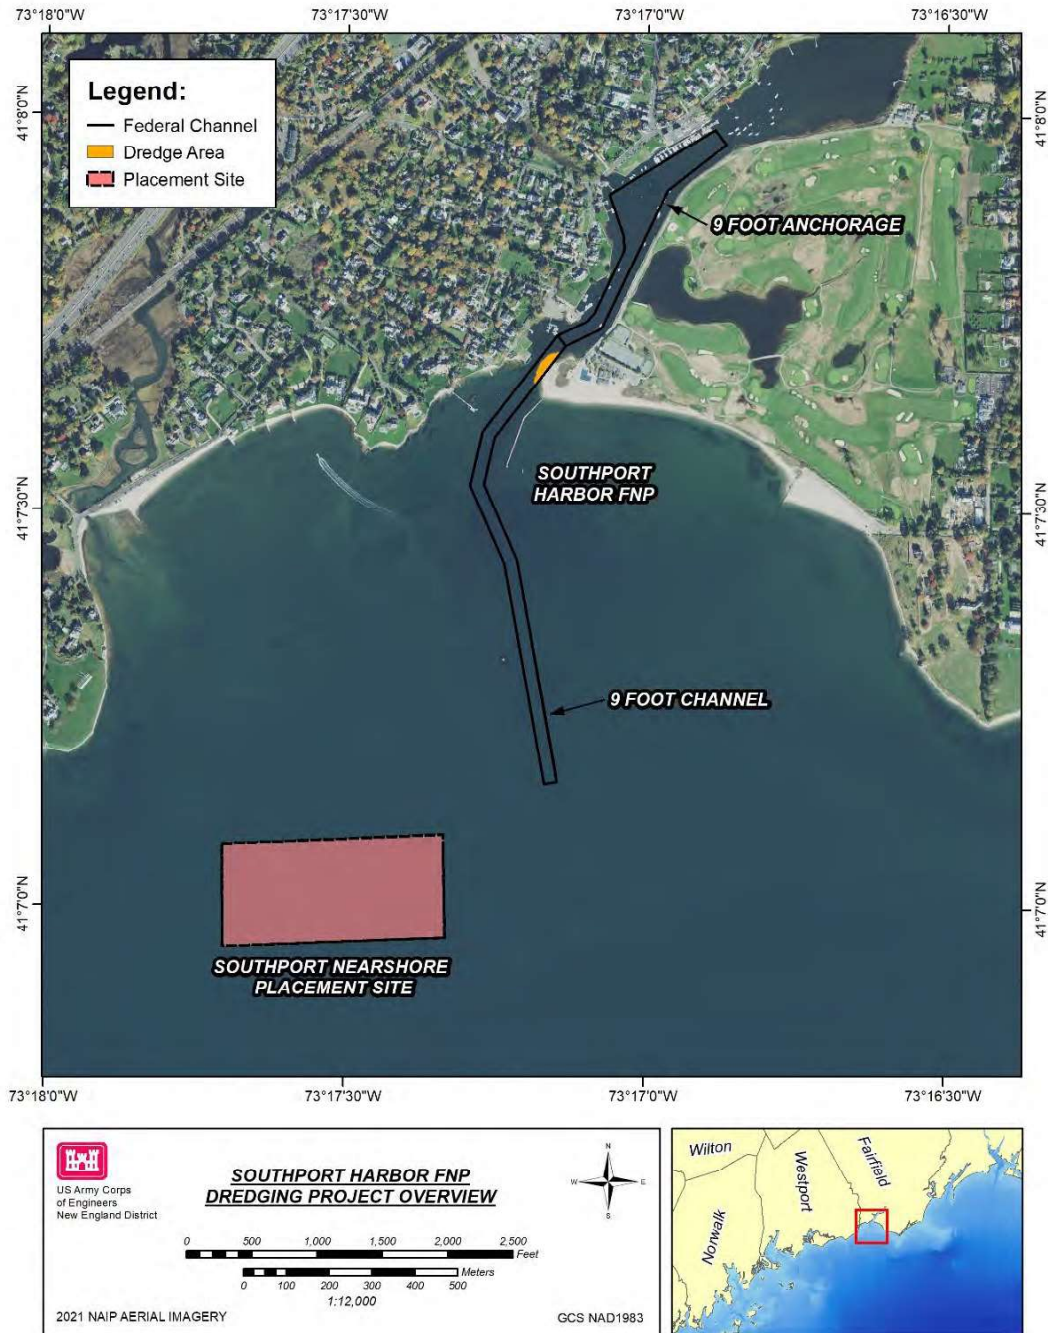 73°18'0"W
73°17'30"W
73°17'0"W
73°16'30"W
41°8'0"N
41°8'0"N
Legend:
Federal Channel
Dredge Area
Placement Site
9 FOOT ANCHORAGE
SOUTHPORT
HARBOR FNP
41°7'30"N
41°7'30"N
9 FOOT CHANNEL
41°7'0"N
41°7'0"N
SOUTHPORT NEARSHORE
PLACEMENT SITE
73°18'0"W
73°17'30"W
73°17'0"W
73°16'30"W
US Army Corps
of Engineers
New England District
SOUTHPORT HARBOR FNP
DREDGING PROJECT OVERVIEW
N
W
E
S
0 500 1,000 1,500 2,000 2,500
Feet
Meters
0 100 200 300 400 500
1:12,000
2021 NAIP AERIAL IMAGERY
GCS NAD1983
Wilton
Norwalk
Westport
Fairfield